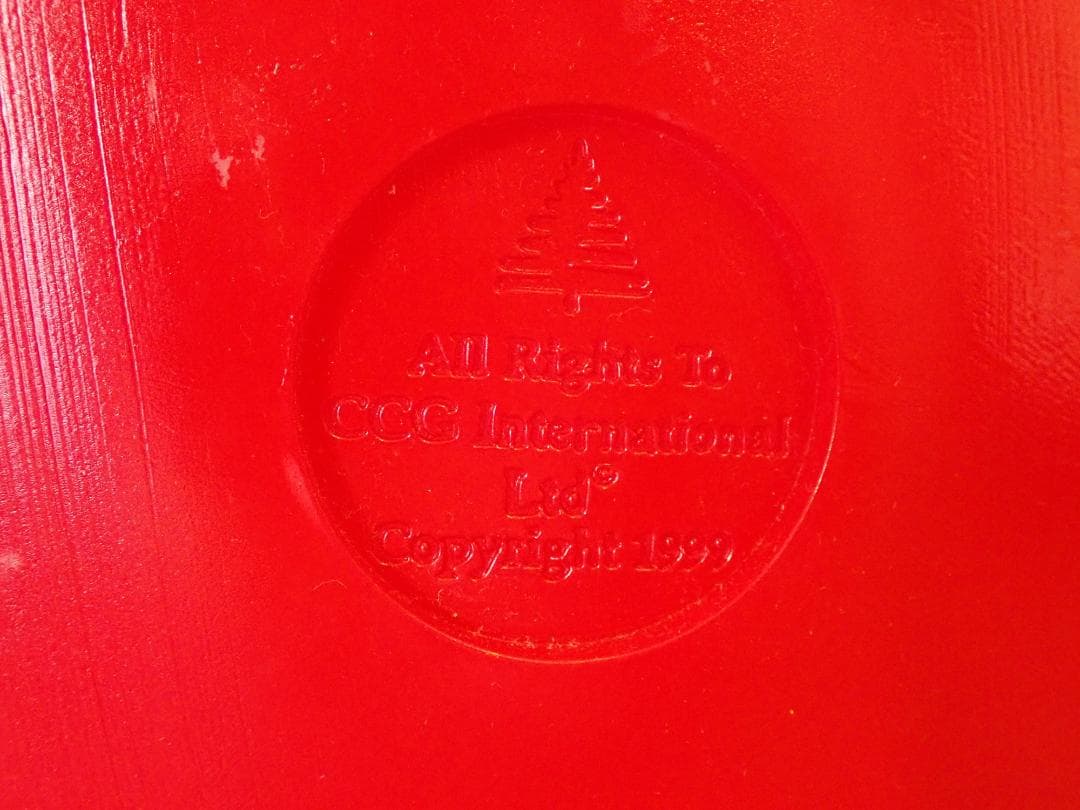 All Rights To
CCG International
Ltd©
Copyright 1999